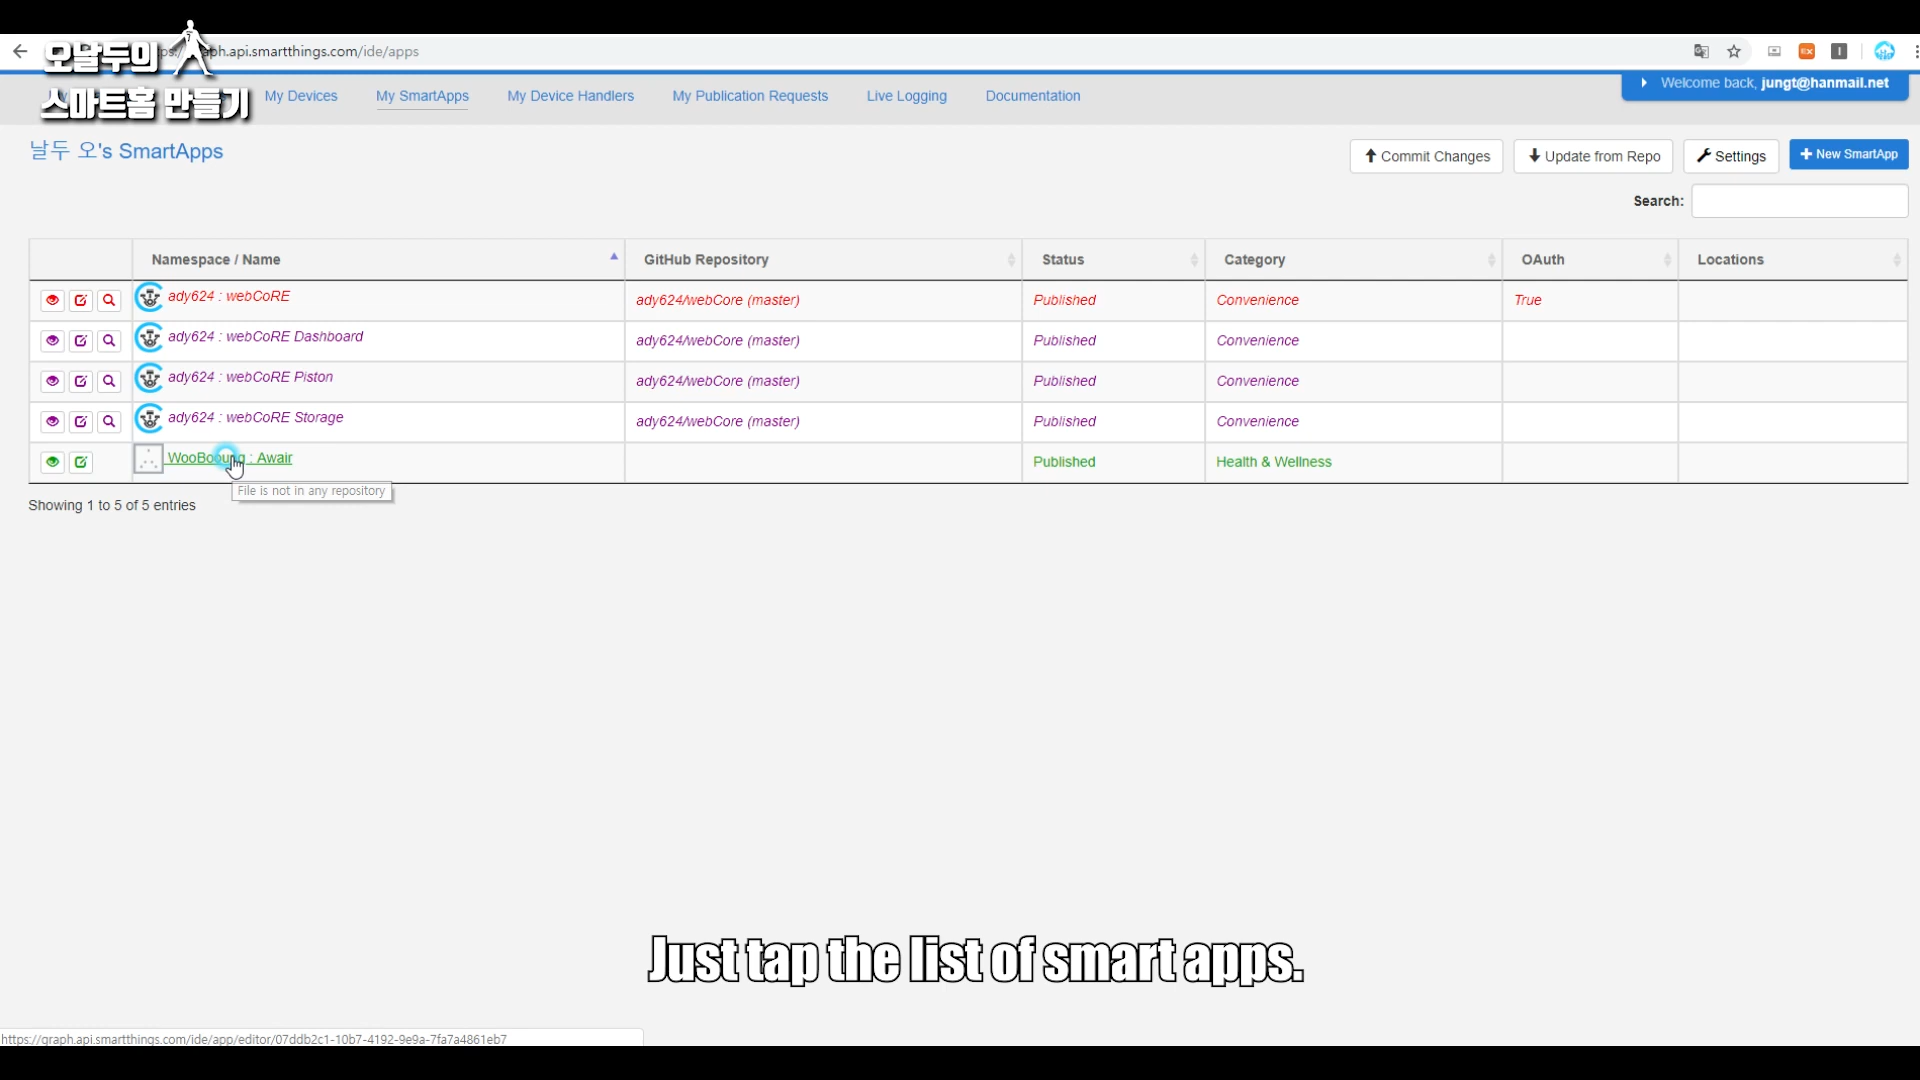 오날두의
스마트홈 만들기
aph.api.smartthings.com/ide/apps
Welcome back, jungt@hanmail.net
My Devices My SmartApps My Device Handlers My Publication Requests Live Logging Documentation
날두 오's SmartApps
Commit Changes Update from Repo Settings + New SmartApp
Search:
Namespace / Name GitHub Repository Status Category OAuth Locations
ady624 : webCoRE ady624/webCore (master) Published Convenience True
ady624 : webCoRE Dashboard ady624/webCore (master) Published Convenience
ady624 : webCoRE Piston ady624/webCore (master) Published Convenience
ady624 : webCoRE Storage ady624/webCore (master) Published Convenience
WooBooung : Awair Published Health & Wellness
File is not in any repository
Showing 1 to 5 of 5 entries
Just tap the list of smart apps.
https://graph.api.smartthings.com/ide/app/editor/07ddb2c1-10b7-4192-9e9a-7fa7a4861eb7